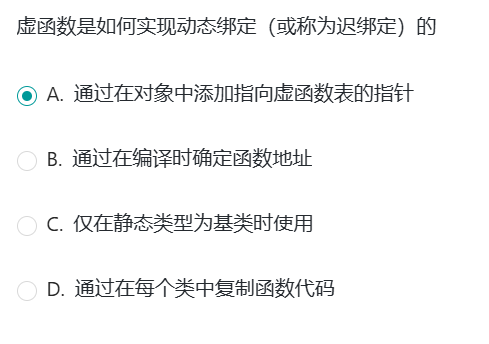 虚函数是如何实现动态绑定（或称为迟绑定）的
A. 通过在对象中添加指向虚函数表的指针
B. 通过在编译时确定函数地址
C. 仅在静态类型为基类时使用
D. 通过在每个类中复制函数代码